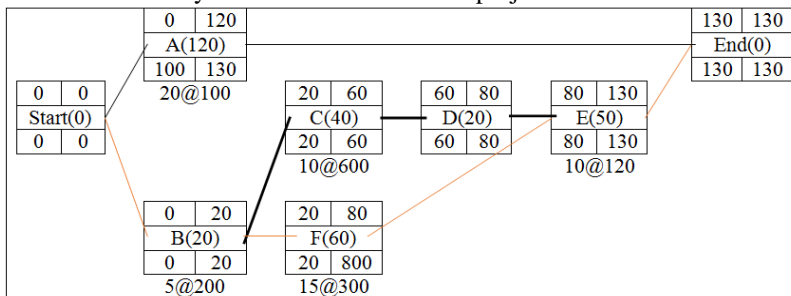 0 120
A(120)
100 130
20@100
130 130
End(0)
130 130
0 0
Start(0)
0 0
20 60
C(40)
20 60
10@600
60 80
D(20)
60 80
80 130
E(50)
80 130
10@120
0 20
B(20)
0 20
5@200
20 80
F(60)
20 800
15@300